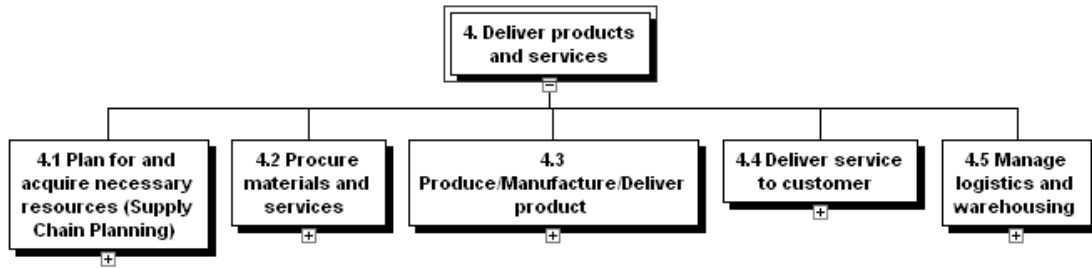 4. Deliver products
and services
4.1 Plan for and
acquire necessary
resources (Supply
Chain Planning)
4.2 Procure
materials and
services
4.3
Produce/Manufacture/Deliver
product
4.4 Deliver service
to customer
4.5 Manage
logistics and
warehousing